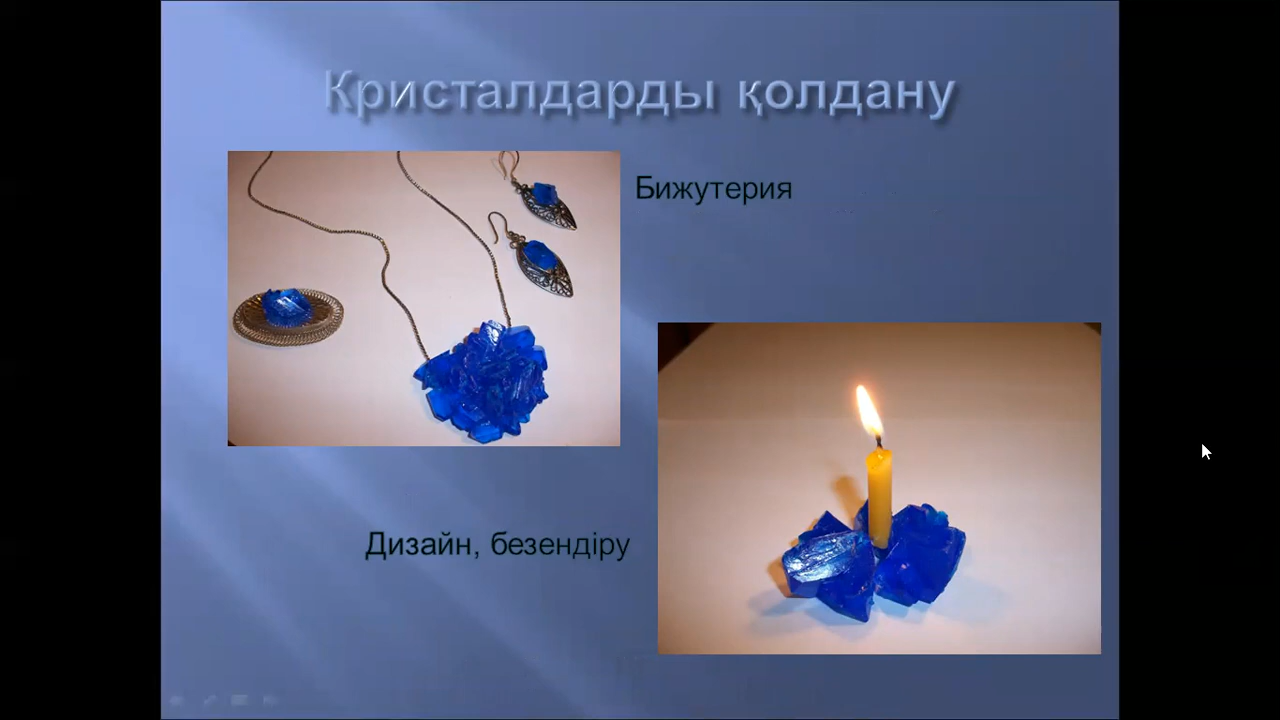 Кристалдарды қолдану
Бижутерия
Дизайн, безендіру